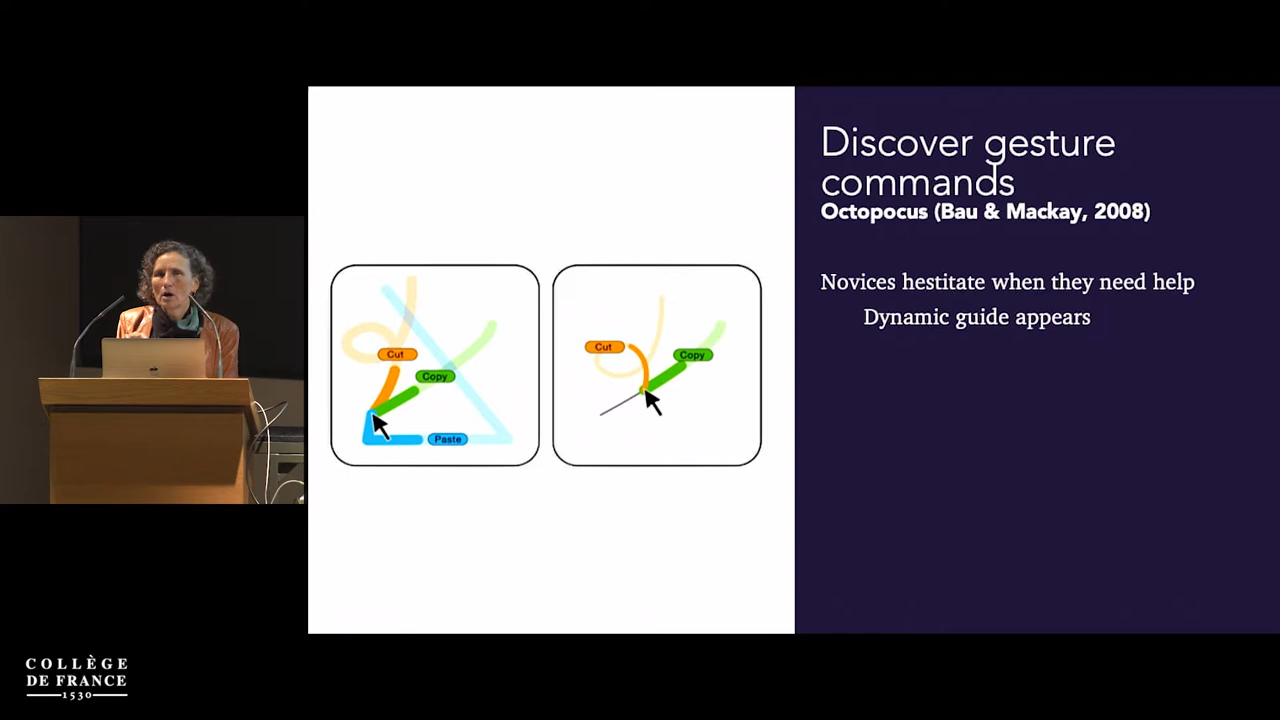 Discover gesture
commands
Octopocus (Bau & Mackay, 2008)
Novices hestitate when they need help
Dynamic guide appears
Cut
Copy
Paste
Cut
Copy
COLLÈGE
DE FRANCE
1530